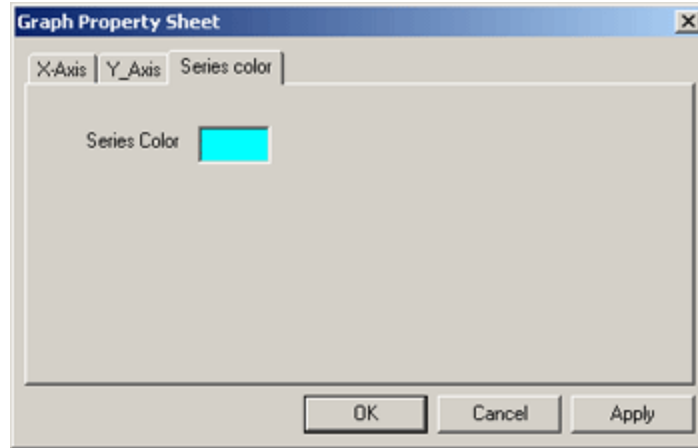 Graph Property Sheet
X-Axis Y_Axis Series color
Series Color
OK Cancel Apply